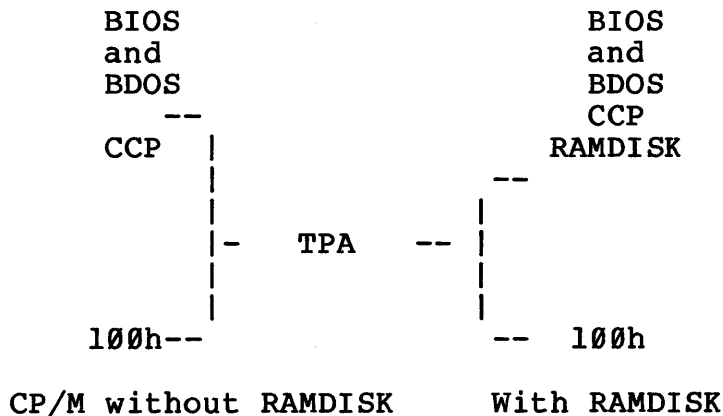 BIOS BIOS
and and
BDOS BDOS
-- CCP
CCP | RAMDISK
| --
| |
|- TPA -- |
| |
| |
1ØØh-- -- 1ØØh
CP/M without RAMDISK With RAMDISK